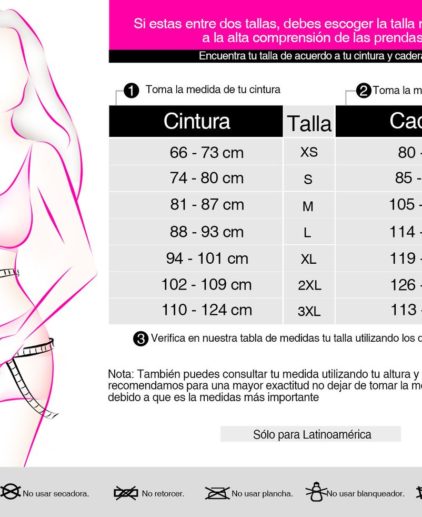 Si estas entre dos tallas, debes escoger la talla
a la alta comprensión de las prendas
Encuentra tu talla de acuerdo a tu cintura y cadera
1 Toma la medida de tu cintura 2 Toma la
Cintura Talla
66 - 73 cm XS 80 -
74 - 80 cm S 85 -
81 - 87 cm M 105 -
88 - 93 cm L 114 -
94 - 101 cm XL 119 -
102 - 109 cm 2XL 126 -
110 - 124 cm 3XL 113 -
3 Verifica en nuestra tabla de medidas tu talla utilizando los
Nota: También puedes consultar tu medida utilizando tu altura y
recomendamos para una mayor exactitud no dejar de tomar la
debido a que es la medidas más importante
Sólo para Latinoamérica
No usar secadora. No retorcer. No usar plancha. No usar blanqueador.